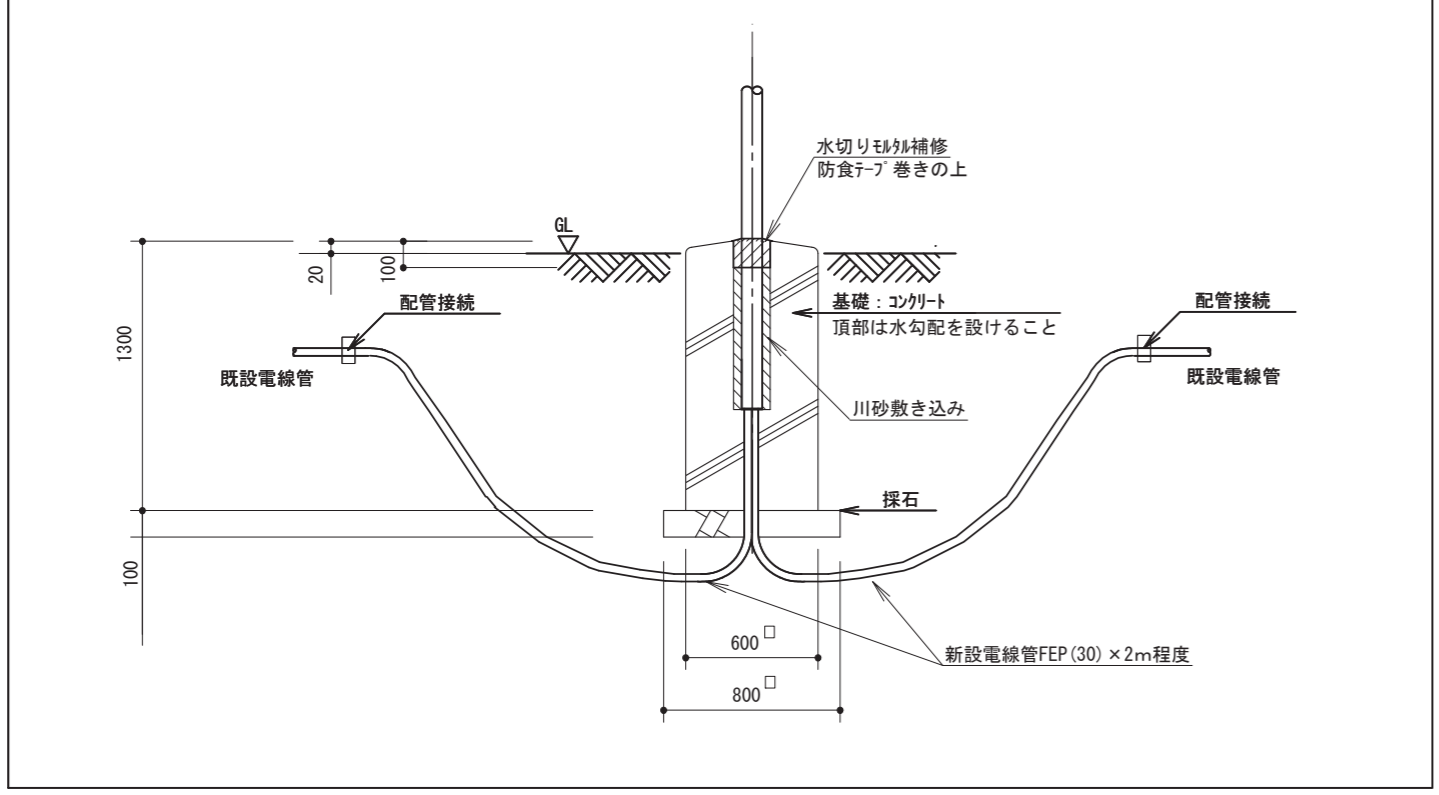 水切りﾓﾙﾀﾙ補修
防食ﾃｰﾌﾟ巻きの上
GL
20
100
1300
配管接続
既設電線管
基礎：ｺﾝｸﾘｰﾄ
頂部は水勾配を設けること
配管接続
既設電線管
川砂敷き込み
採石
100
600□
800□
新設電線管FEP(30)×2m程度